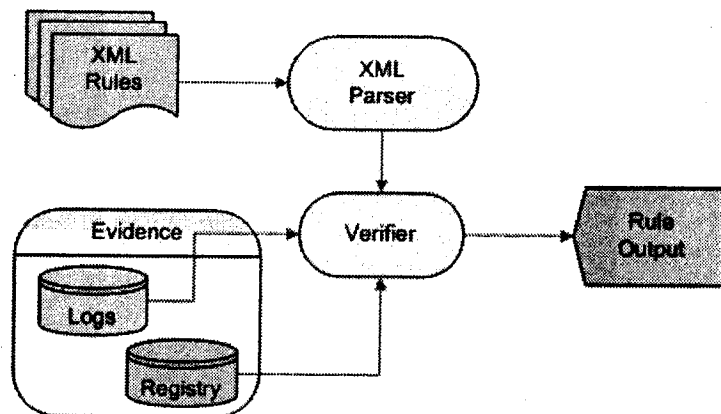 XML
Rules
XML
Parser
Evidence
Verifier
Rule
Output
Logs
Registry